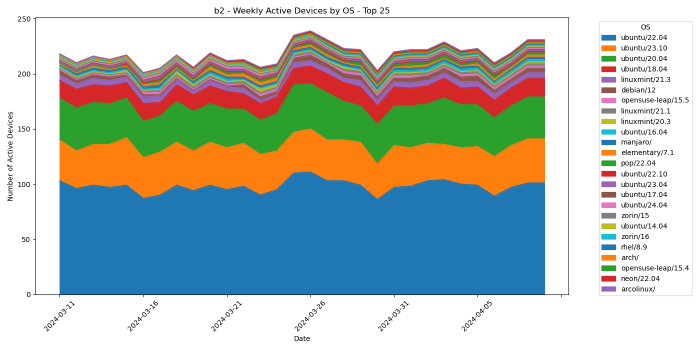 b2 - Weekly Active Devices by OS - Top 25
Number of Active Devices
250
200
150
100
50
0
2024-03-11
2024-03-16
2024-03-21
2024-03-26
2024-03-31
2024-04-05
Date
OS
ubuntu/22.04
ubuntu/23.10
ubuntu/20.04
ubuntu/18.04
linuxmint/21.3
debian/12
opensuse-leap/15.5
linuxmint/21.1
linuxmint/20.3
ubuntu/16.04
manjaro/
elementary/7.1
pop/22.04
ubuntu/22.10
ubuntu/23.04
ubuntu/17.04
ubuntu/24.04
zorin/15
ubuntu/14.04
zorin/16
rhel/8.9
arch/
opensuse-leap/15.4
neon/22.04
arcolinux/